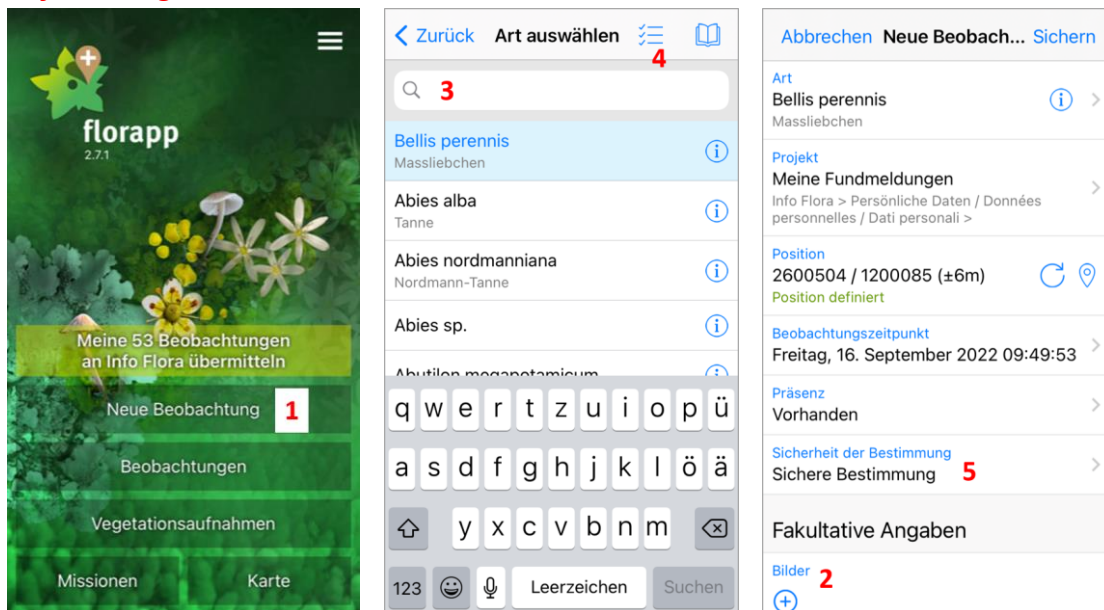 florapp
2.7.1
Meine 53 Beobachtungen
an Info Flora übermitteln
Neue Beobachtung 1
Beobachtungen
Vegetationsaufnahmen
Missionen Karte
Zurück Art auswählen
4
3
Bellis perennis
Massliebchen
Abies alba
Tanne
Abies nordmanniana
Nordmann-Tanne
Abies sp.
Abutilon megapotamicum
q w e r t z u i o p ü
a s d f g h j k l ö ä
y x c v b n m
123 Leerzeichen Suchen
Abbrechen Neue Beobach... Sichern
Art
Bellis perennis
Massliebchen
Projekt
Meine Fundmeldungen
Info Flora > Persönliche Daten / Données
personnelles / Dati personali >
Position
2600504 / 1200085 (±6m)
Position definiert
Beobachtungszeitpunkt
Freitag, 16. September 2022 09:49:53
Präsenz
Vorhanden
Sicherheit der Bestimmung
Sichere Bestimmung 5
Fakultative Angaben
Bilder 2